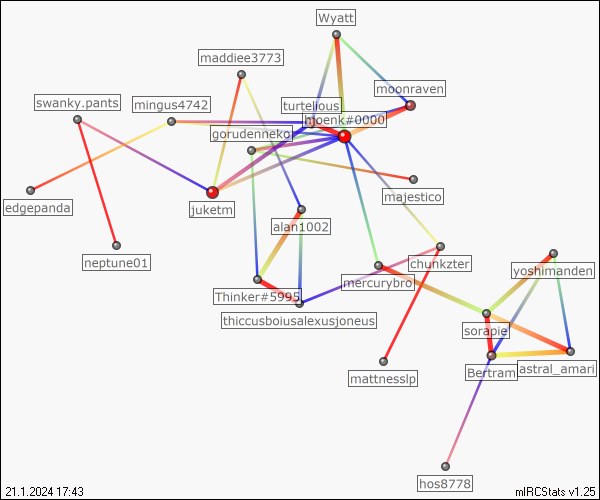 Wyatt
maddiee3773
moonraven
swanky.pants
mingus4742
turtelious
moenk#0000
gorudenneko
majestico
edgepanda
juketm
alan1002
neptune01
chunkzter
yoshimanden
mercurybro
Thinker#5995
thiccusboiusalexusjoneus
sorapie
mattnesslp
Bertram
astral_amari
hos8778
21.1.2024 17:43
mIRCStats v1.25